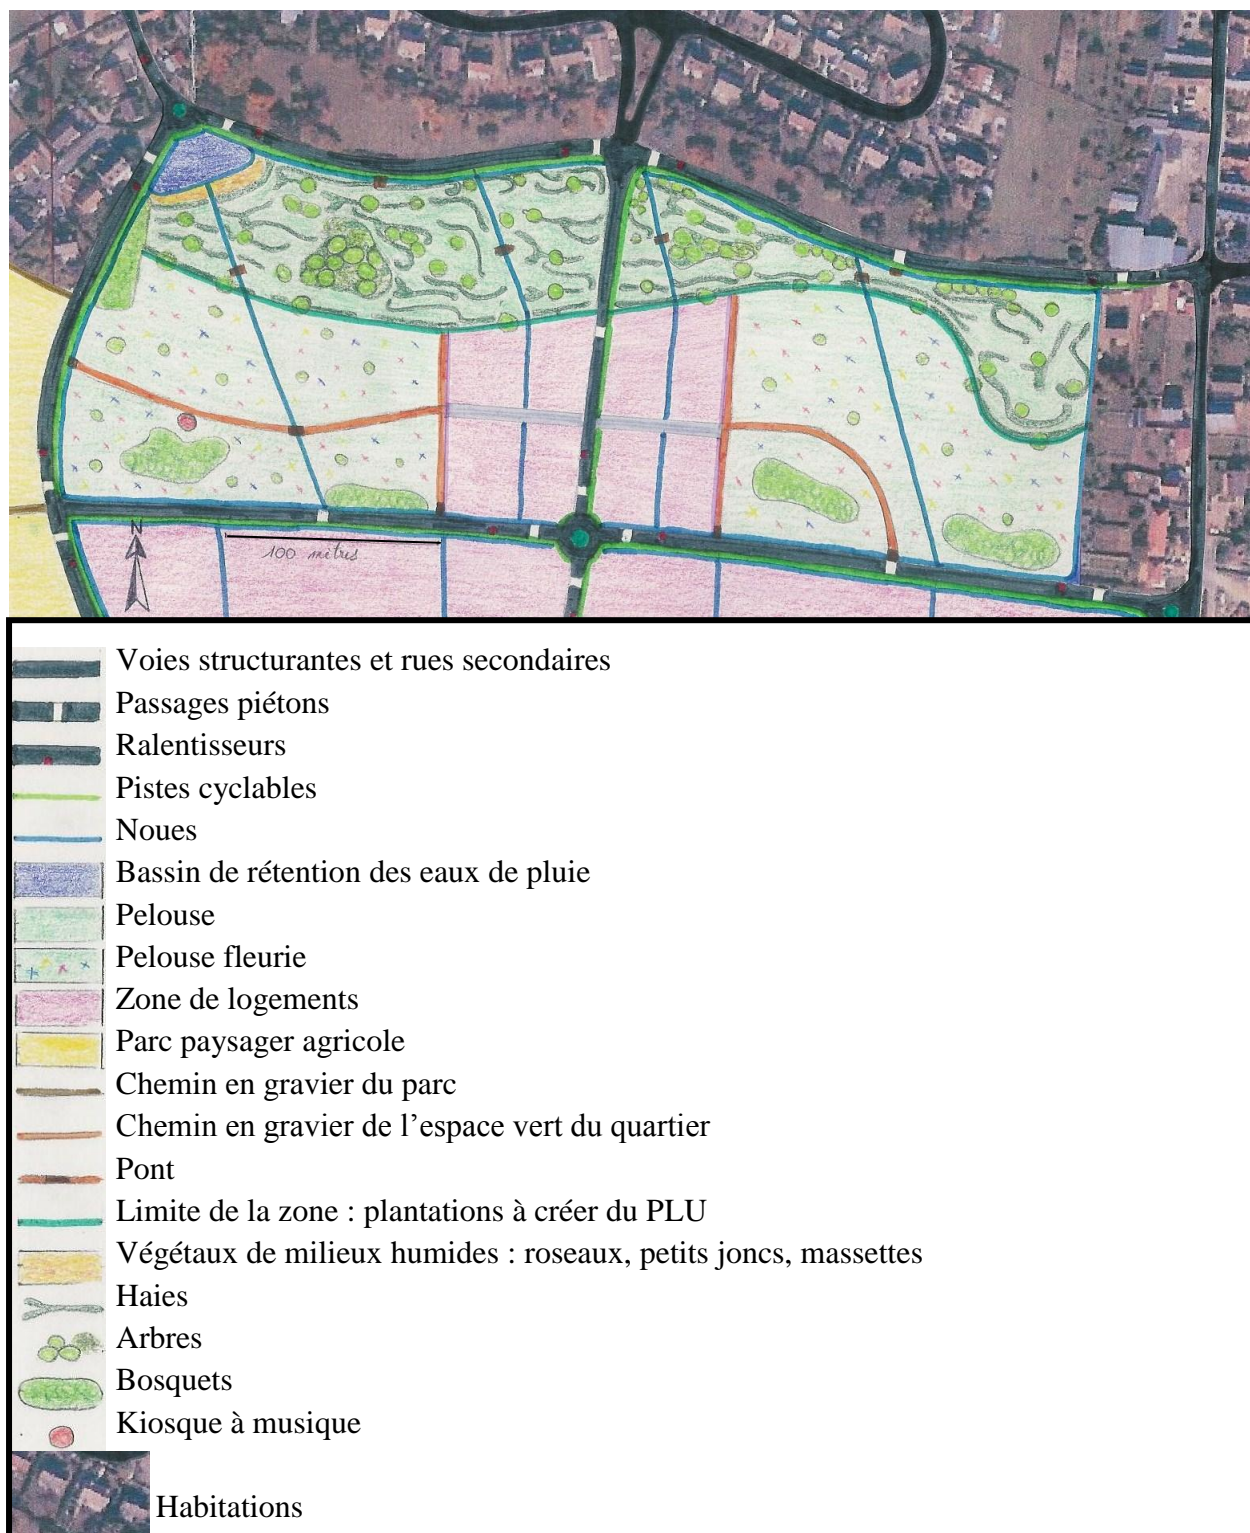 N
100 mètres
Voies structurantes et rues secondaires
Passages piétons
Ralentisseurs
Pistes cyclables
Noues
Bassin de rétention des eaux de pluie
Pelouse
Pelouse fleurie
Zone de logements
Parc paysager agricole
Chemin en gravier du parc
Chemin en gravier de l’espace vert du quartier
Pont
Limite de la zone : plantations à créer du PLU
Végétaux de milieux humides : roseaux, petits joncs, massettes
Haies
Arbres
Bosquets
Kiosque à musique
Habitations